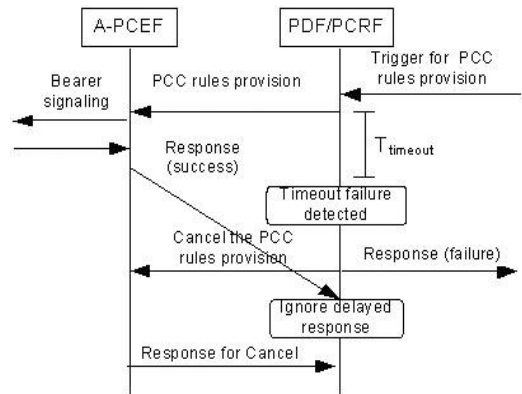 A-PCEF
PDF/PCRF
Trigger for PCC
rules provision
Bearer
signaling
PCC rules provision
Response
(success)
Ttimeout
Timeout failure
detected
Cancel the PCC
rules provision
Response (failure)
Ignore delayed
response
Response for Cancel